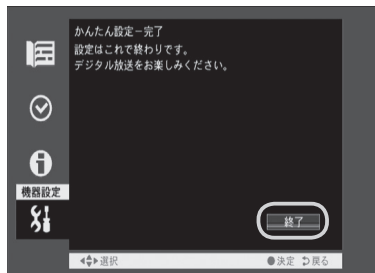 かんたん設定－完了
設定はこれで終わりです。
デジタル放送をお楽しみください。
機器設定
終了
選択
決定 戻る